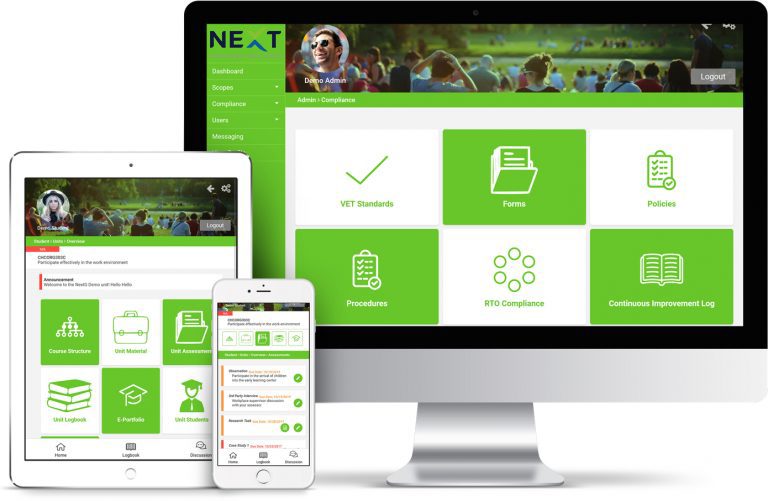 NEXT
Demo Admin
Logout
Dashboard
Scopes
Compliance
Users
Messaging
Admin > Compliance
VET Standards
Forms
Policies
Procedures
RTO Compliance
Continuous Improvement Log
Demo Student
Logout
Student > Units > Overview
CHCORG303C
Participate effectively in the work environment
Announcement
Welcome to the NextG Demo unit! Hello Hello.
Course Structure
Unit Material
Unit Assessment
Unit Logbook
E-Portfolio
Unit Students
Home
Logbook
Discussion
Demo Student
CHCORG303C
Participate effectively in the work environment
Student > Units > Overview > Assessments
Observation
Participate in the arrival of children
into the early learning center
3rd Party Interview
Workplace supervisor discussion
with your assessor.
Research Task
Case Study 1
Home
Logbook
Discussion